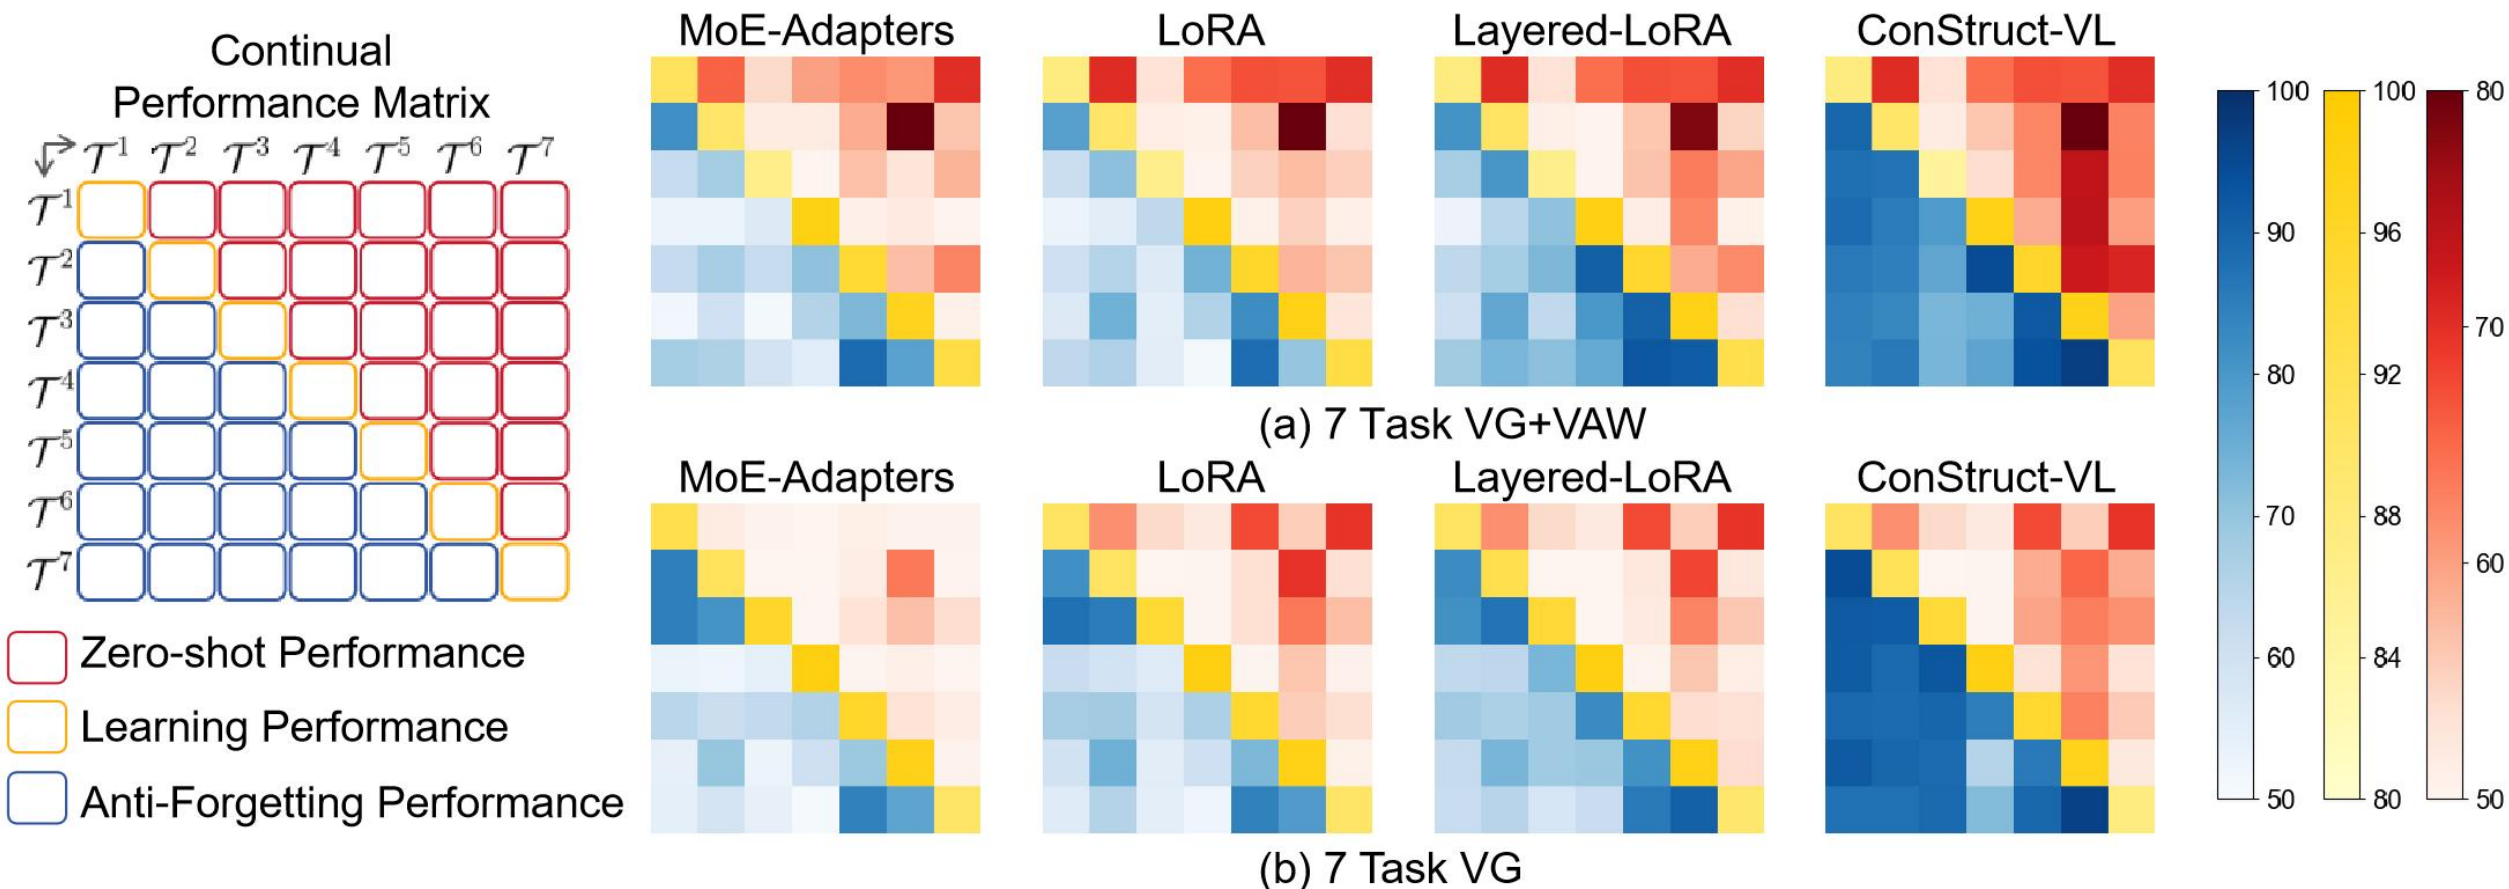 Continual
Performance Matrix
𝒯¹ 𝒯² 𝒯³ 𝒯⁴ 𝒯⁵ 𝒯⁶ 𝒯⁷
𝒯¹
𝒯²
𝒯³
𝒯⁴
𝒯⁵
𝒯⁶
𝒯⁷
Zero-shot Performance
Learning Performance
Anti-Forgetting Performance
MoE-Adapters LoRA Layered-LoRA ConStruct-VL
(a) 7 Task VG+VAW
MoE-Adapters LoRA Layered-LoRA ConStruct-VL
(b) 7 Task VG
100
90
80
70
60
50
100
96
92
88
84
80
80
70
60
50